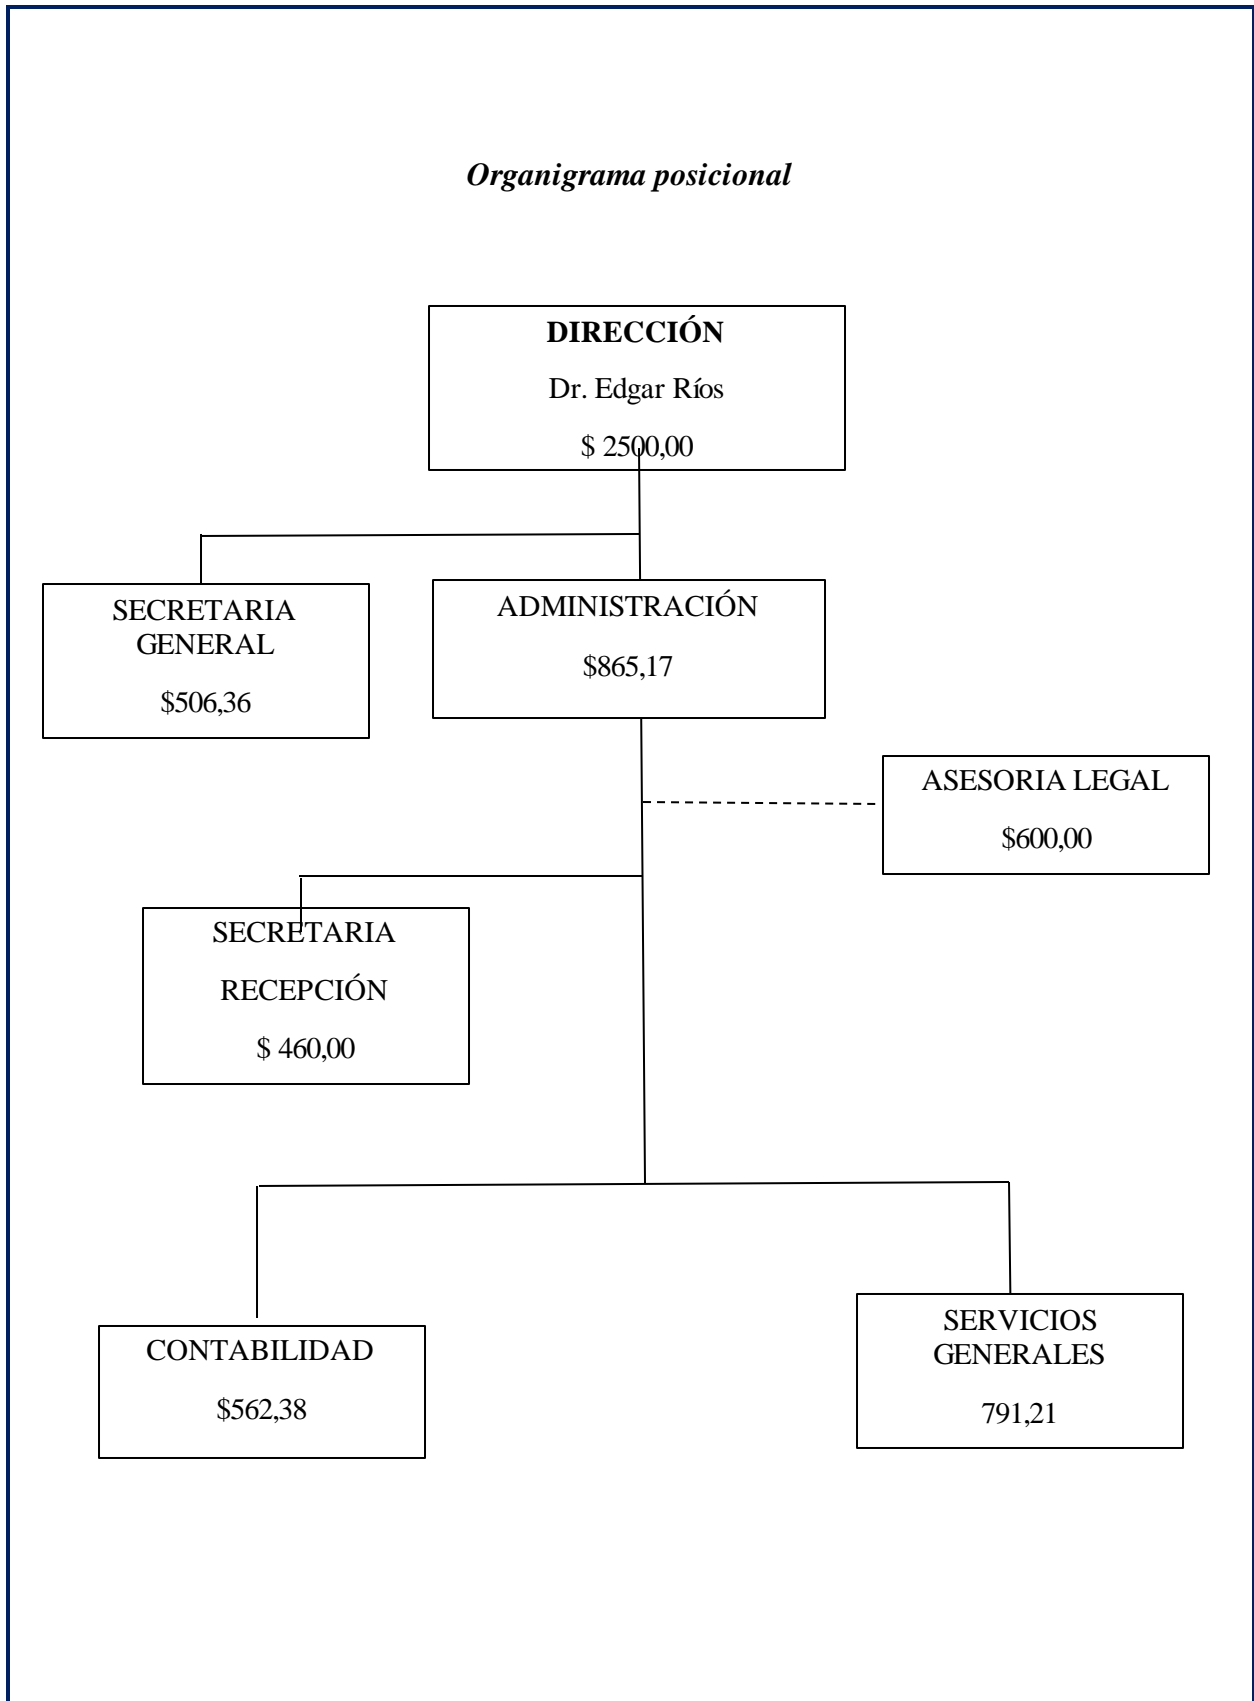 Organigrama posicional
DIRECCIÓN
Dr. Edgar Ríos
$ 2500,00
SECRETARIA
GENERAL
$506,36
ADMINISTRACIÓN
$865,17
ASESORIA LEGAL
$600,00
SECRETARIA
RECEPCIÓN
$ 460,00
CONTABILIDAD
$562,38
SERVICIOS
GENERALES
791,21